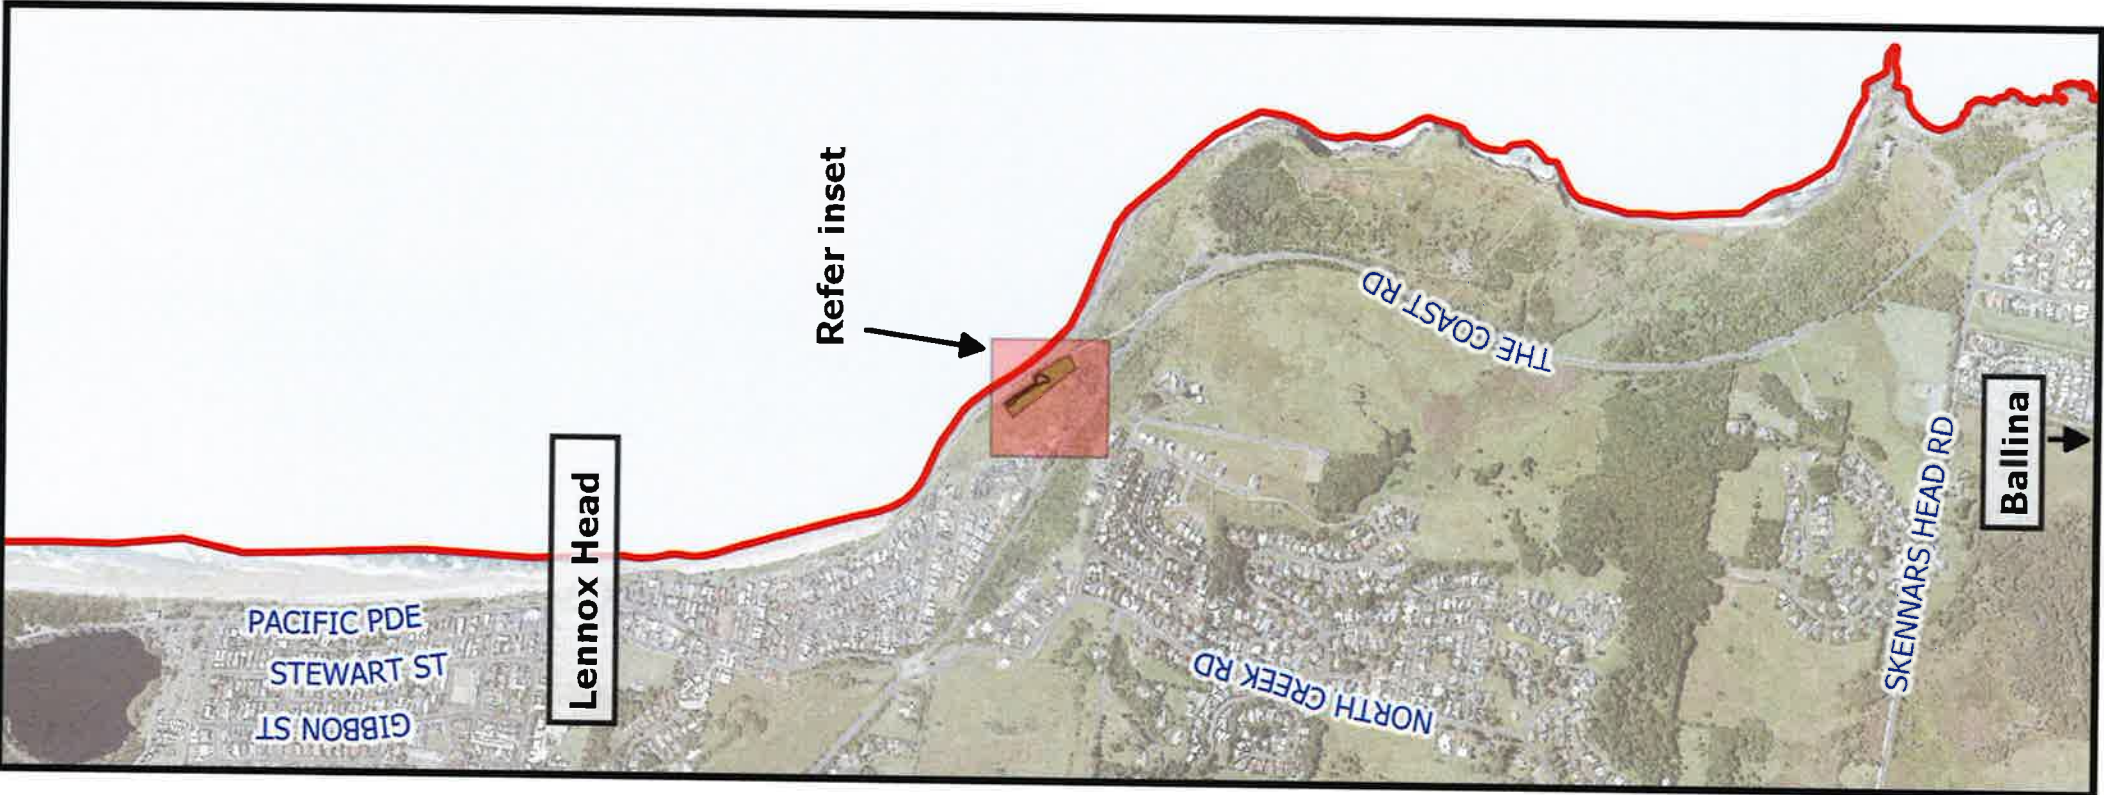 Refer inset
THE COAST RD
Lennox Head
Ballina
SKENNARS HEAD RD
PACIFIC PDE
STEWART ST
GIBBON ST
NORTH CREEK RD